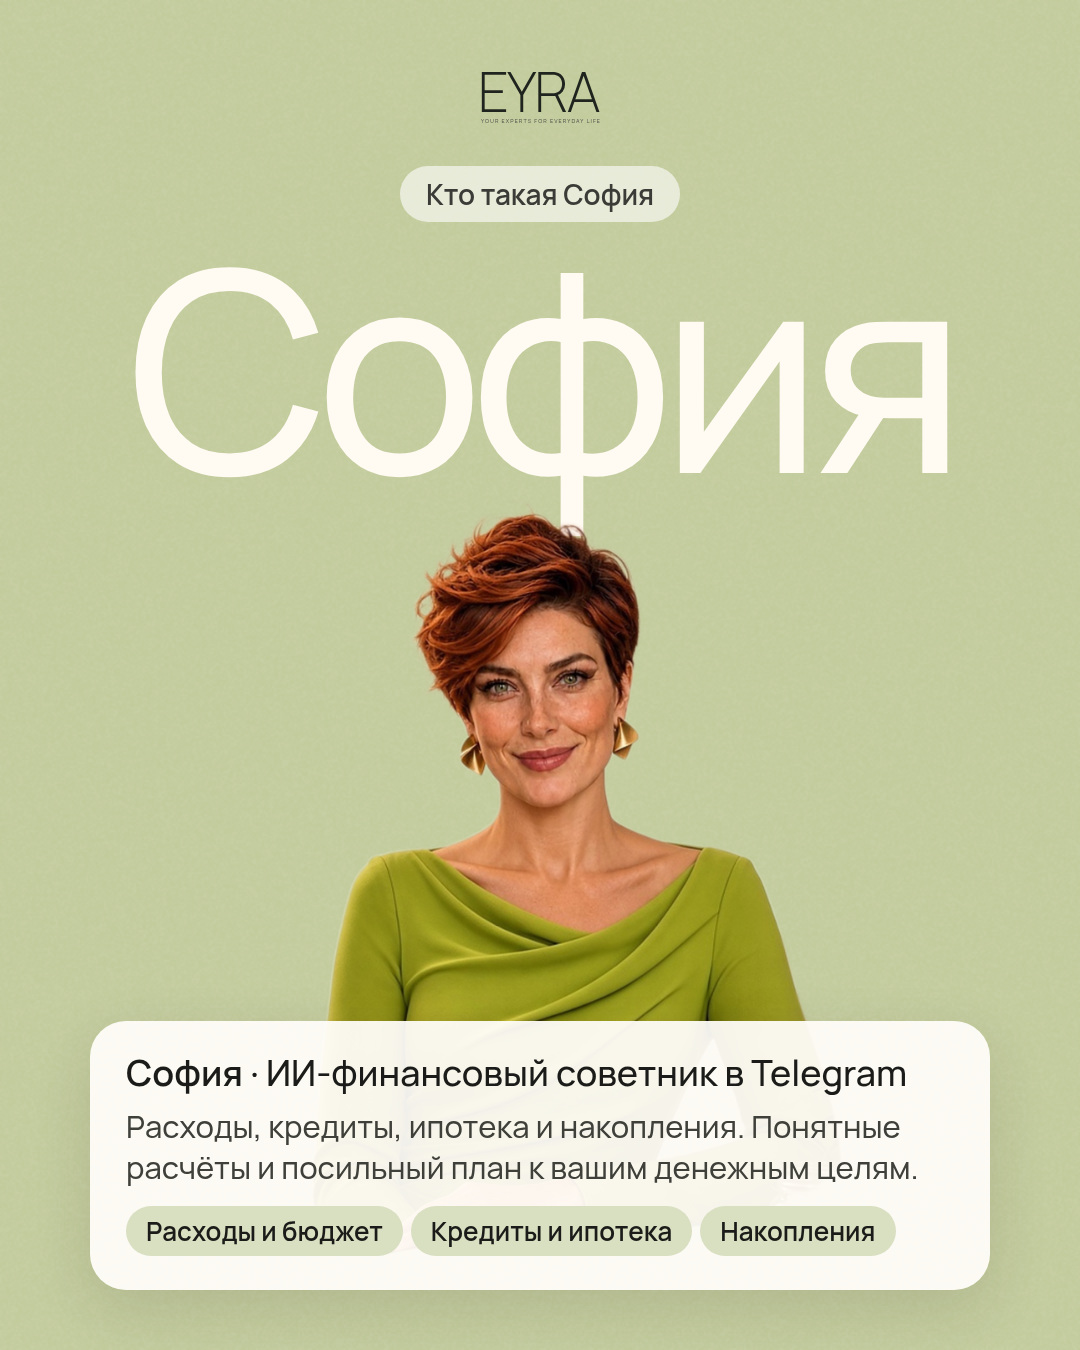 EYRA
YOUR EXPERTS FOR EVERYDAY LIFE
Кто такая София
София
София · ИИ-финансовый советник в Telegram
Расходы, кредиты, ипотека и накопления. Понятные
расчёты и посильный план к вашим денежным целям.
Расходы и бюджет Кредиты и ипотека Накопления